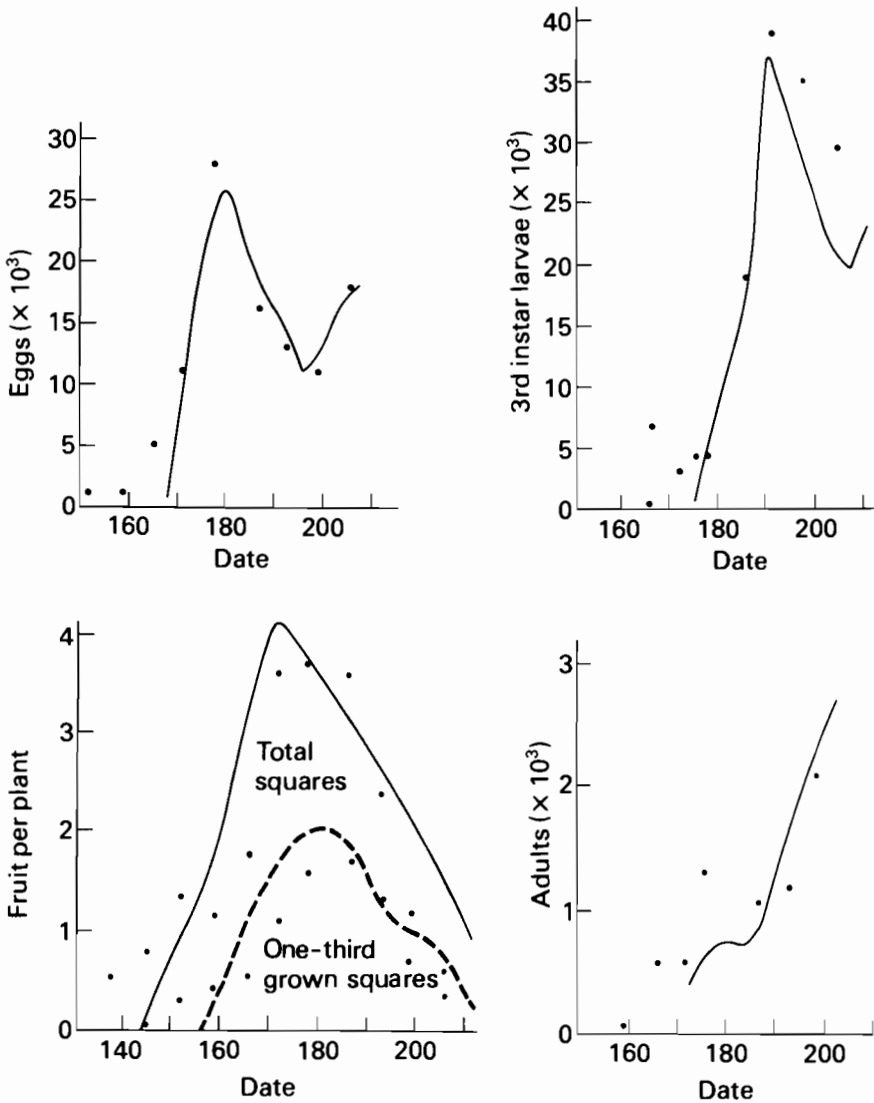 30
25
20
15
10
5
0
Eggs (× 10³)
160 180 200
Date
40
35
30
25
20
15
10
5
0
3rd instar larvae (× 10³)
160 180 200
Date
4
3
2
1
0
Fruit per plant
Total
squares
One-third
grown squares
140 160 180 200
Date
3
2
1
0
Adults (× 10³)
160 180 200
Date